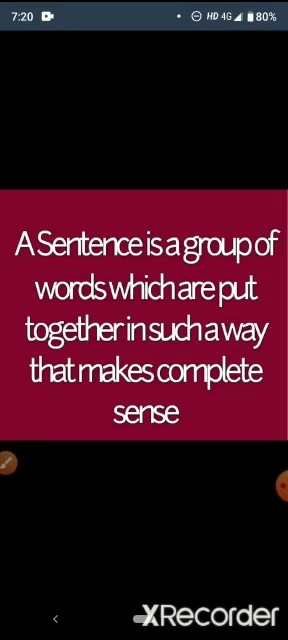 7:20 HD 4G 80%
A Sentence is a group of
words which are put
together in such a way
that makes complete
sense
XRecorder